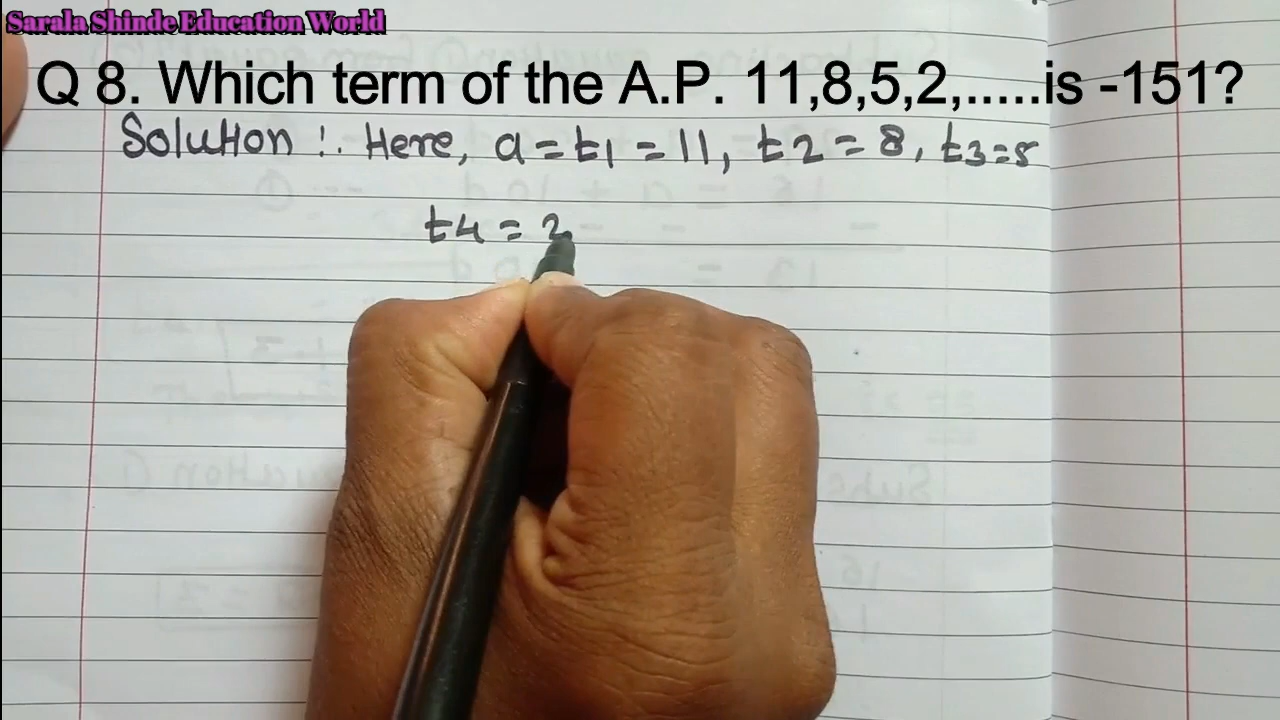 Sarala Shinde Education World
Q 8. Which term of the A.P. 11,8,5,2,.....is -151?
Solution :. Here, a = t1 = 11, t2 = 8, t3 = 5
t4 = 2